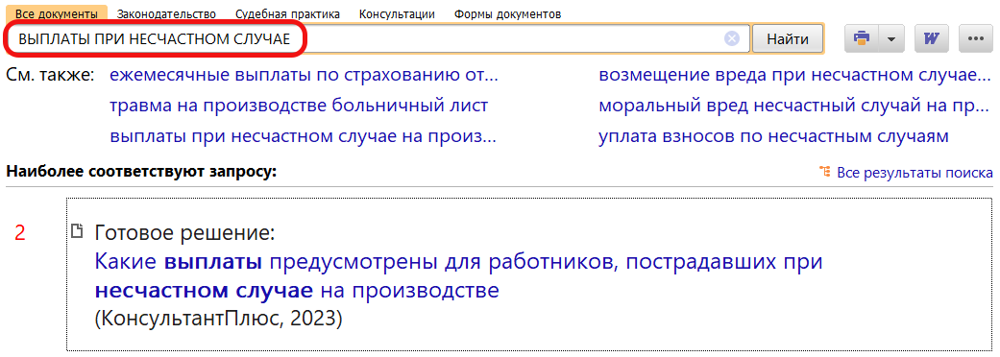 Все документы Законодательство Судебная практика Консультации Формы документов
ВЫПЛАТЫ ПРИ НЕСЧАСТНОМ СЛУЧАЕ Найти W
См. также: ежемесячные выплаты по страхованию от... возмещение вреда при несчастном случае...
травма на производстве больничный лист моральный вред несчастный случай на пр...
выплаты при несчастном случае на произ... уплата взносов по несчастным случаям
Наиболее соответствуют запросу: Все результаты поиска
2 Готовое решение:
Какие выплаты предусмотрены для работников, пострадавших при
несчастном случае на производстве
(КонсультантПлюс, 2023)